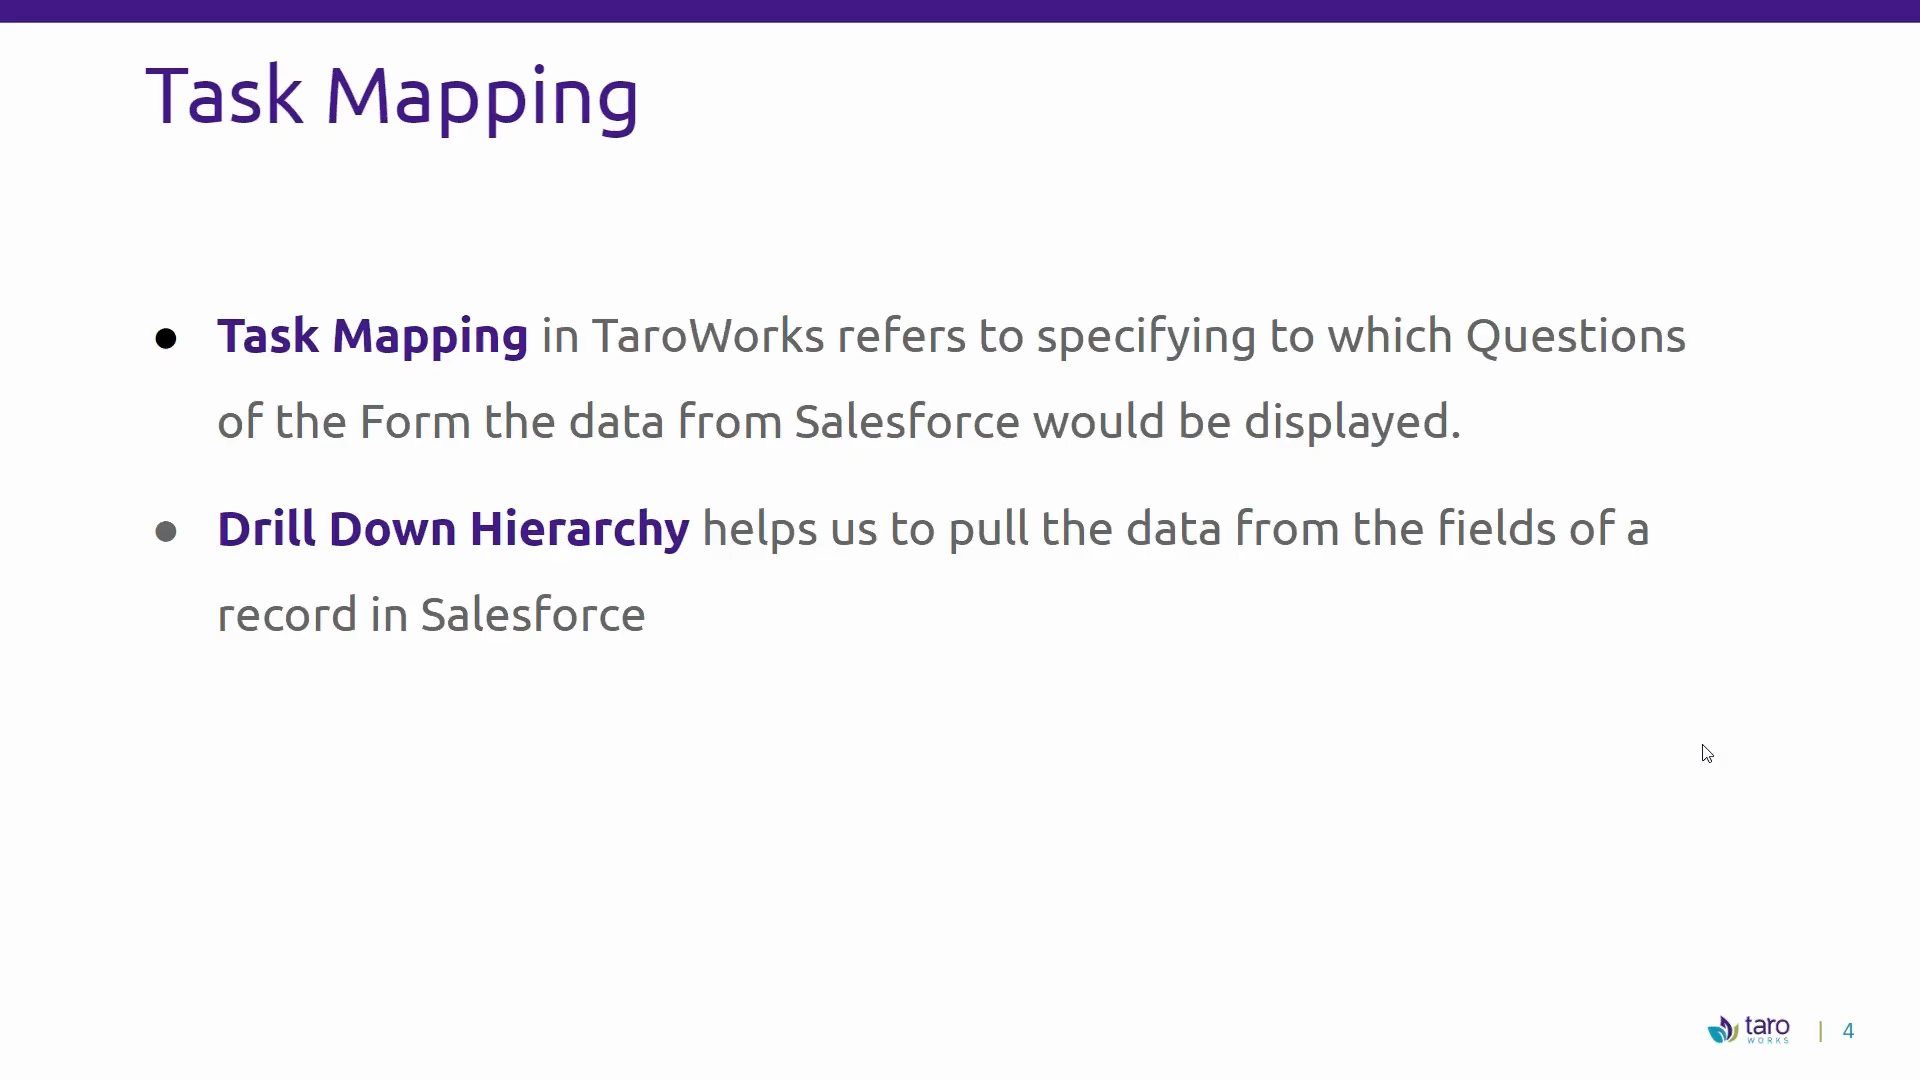 Task Mapping
● Task Mapping in TaroWorks refers to specifying to which Questions
of the Form the data from Salesforce would be displayed.
● Drill Down Hierarchy helps us to pull the data from the fields of a
record in Salesforce
taro
WORKS
| 4